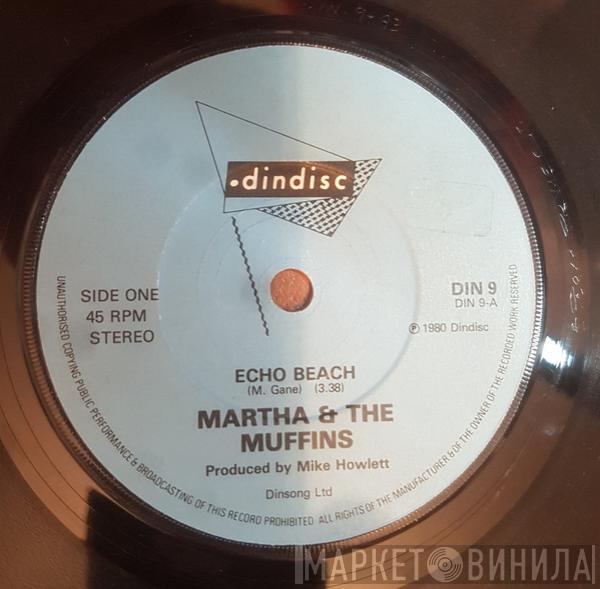 .dindisc
SIDE ONE
45 RPM
STEREO
DIN 9
DIN 9-A
℗ 1980 Dindisc
ECHO BEACH
(M. Gane) (3.38)
MARTHA & THE
MUFFINS
Produced by Mike Howlett
Dinsong Ltd
UNAUTHORISED COPYING PUBLIC PERFORMANCE & BROADCASTING OF THIS RECORD PROHIBITED ALL RIGHTS OF THE MANUFACTURER & OF THE OWNER OF THE RECORDED WORK RESERVED
МАРКЕТ ВИНИЛА